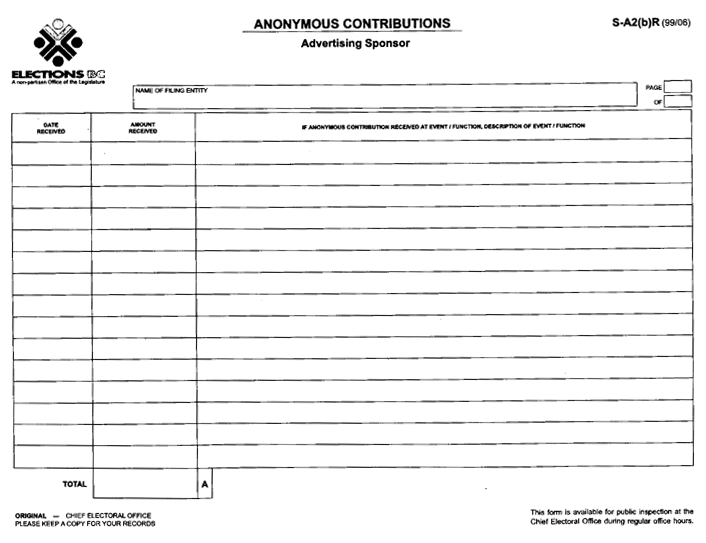 ANONYMOUS CONTRIBUTIONS
S-A2(b)R (99/06)
Advertising Sponsor
ELECTIONS BC
A non-partisan Office of the Legislature
NAME OF FILING ENTITY
PAGE
OF
DATE
RECEIVED
AMOUNT
RECEIVED
IF ANONYMOUS CONTRIBUTION RECEIVED AT EVENT / FUNCTION, DESCRIPTION OF EVENT / FUNCTION
TOTAL
A
ORIGINAL — CHIEF ELECTORAL OFFICE
PLEASE KEEP A COPY FOR YOUR RECORDS
This form is available for public inspection at the
Chief Electoral Office during regular office hours.